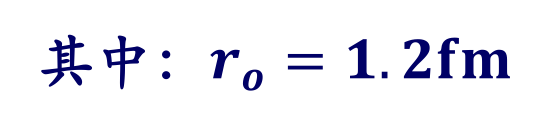 其中：r_o = 1.2fm